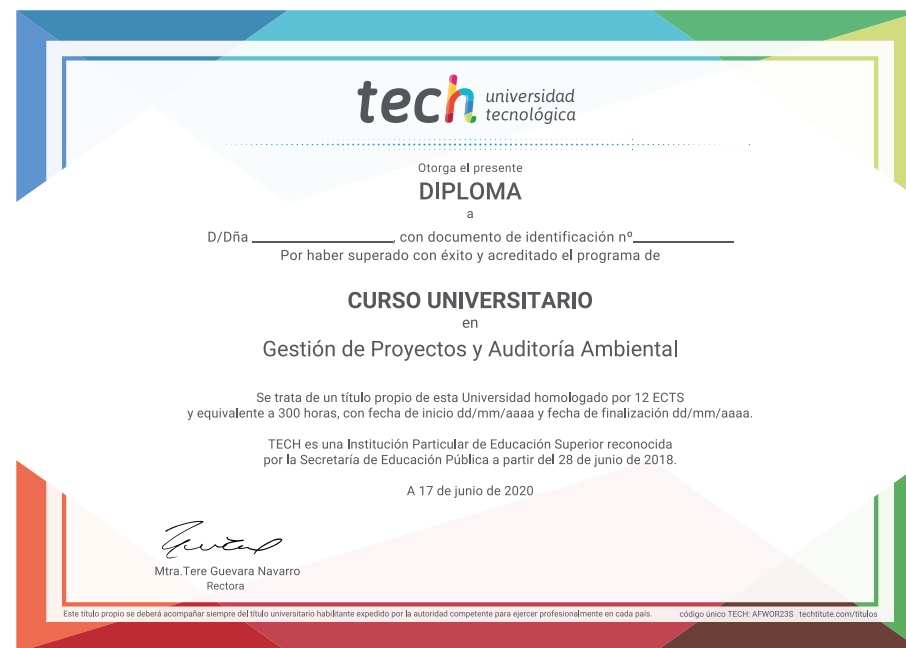 tech universidad
tecnológica
Otorga el presente
DIPLOMA
a
D/Dña ____________________, con documento de identificación nº______________
Por haber superado con éxito y acreditado el programa de
CURSO UNIVERSITARIO
en
Gestión de Proyectos y Auditoría Ambiental
Se trata de un título propio de esta Universidad homologado por 12 ECTS
y equivalente a 300 horas, con fecha de inicio dd/mm/aaaa y fecha de finalización dd/mm/aaaa.
TECH es una Institución Particular de Educación Superior reconocida
por la Secretaría de Educación Pública a partir del 28 de junio de 2018.
A 17 de junio de 2020
Mtra.Tere Guevara Navarro
Rectora
Este título propio se deberá acompañar siempre del título universitario habilitante expedido por la autoridad competente para ejercer profesionalmente en cada país. código único TECH: AFWOR23S techtitute.com/titulos